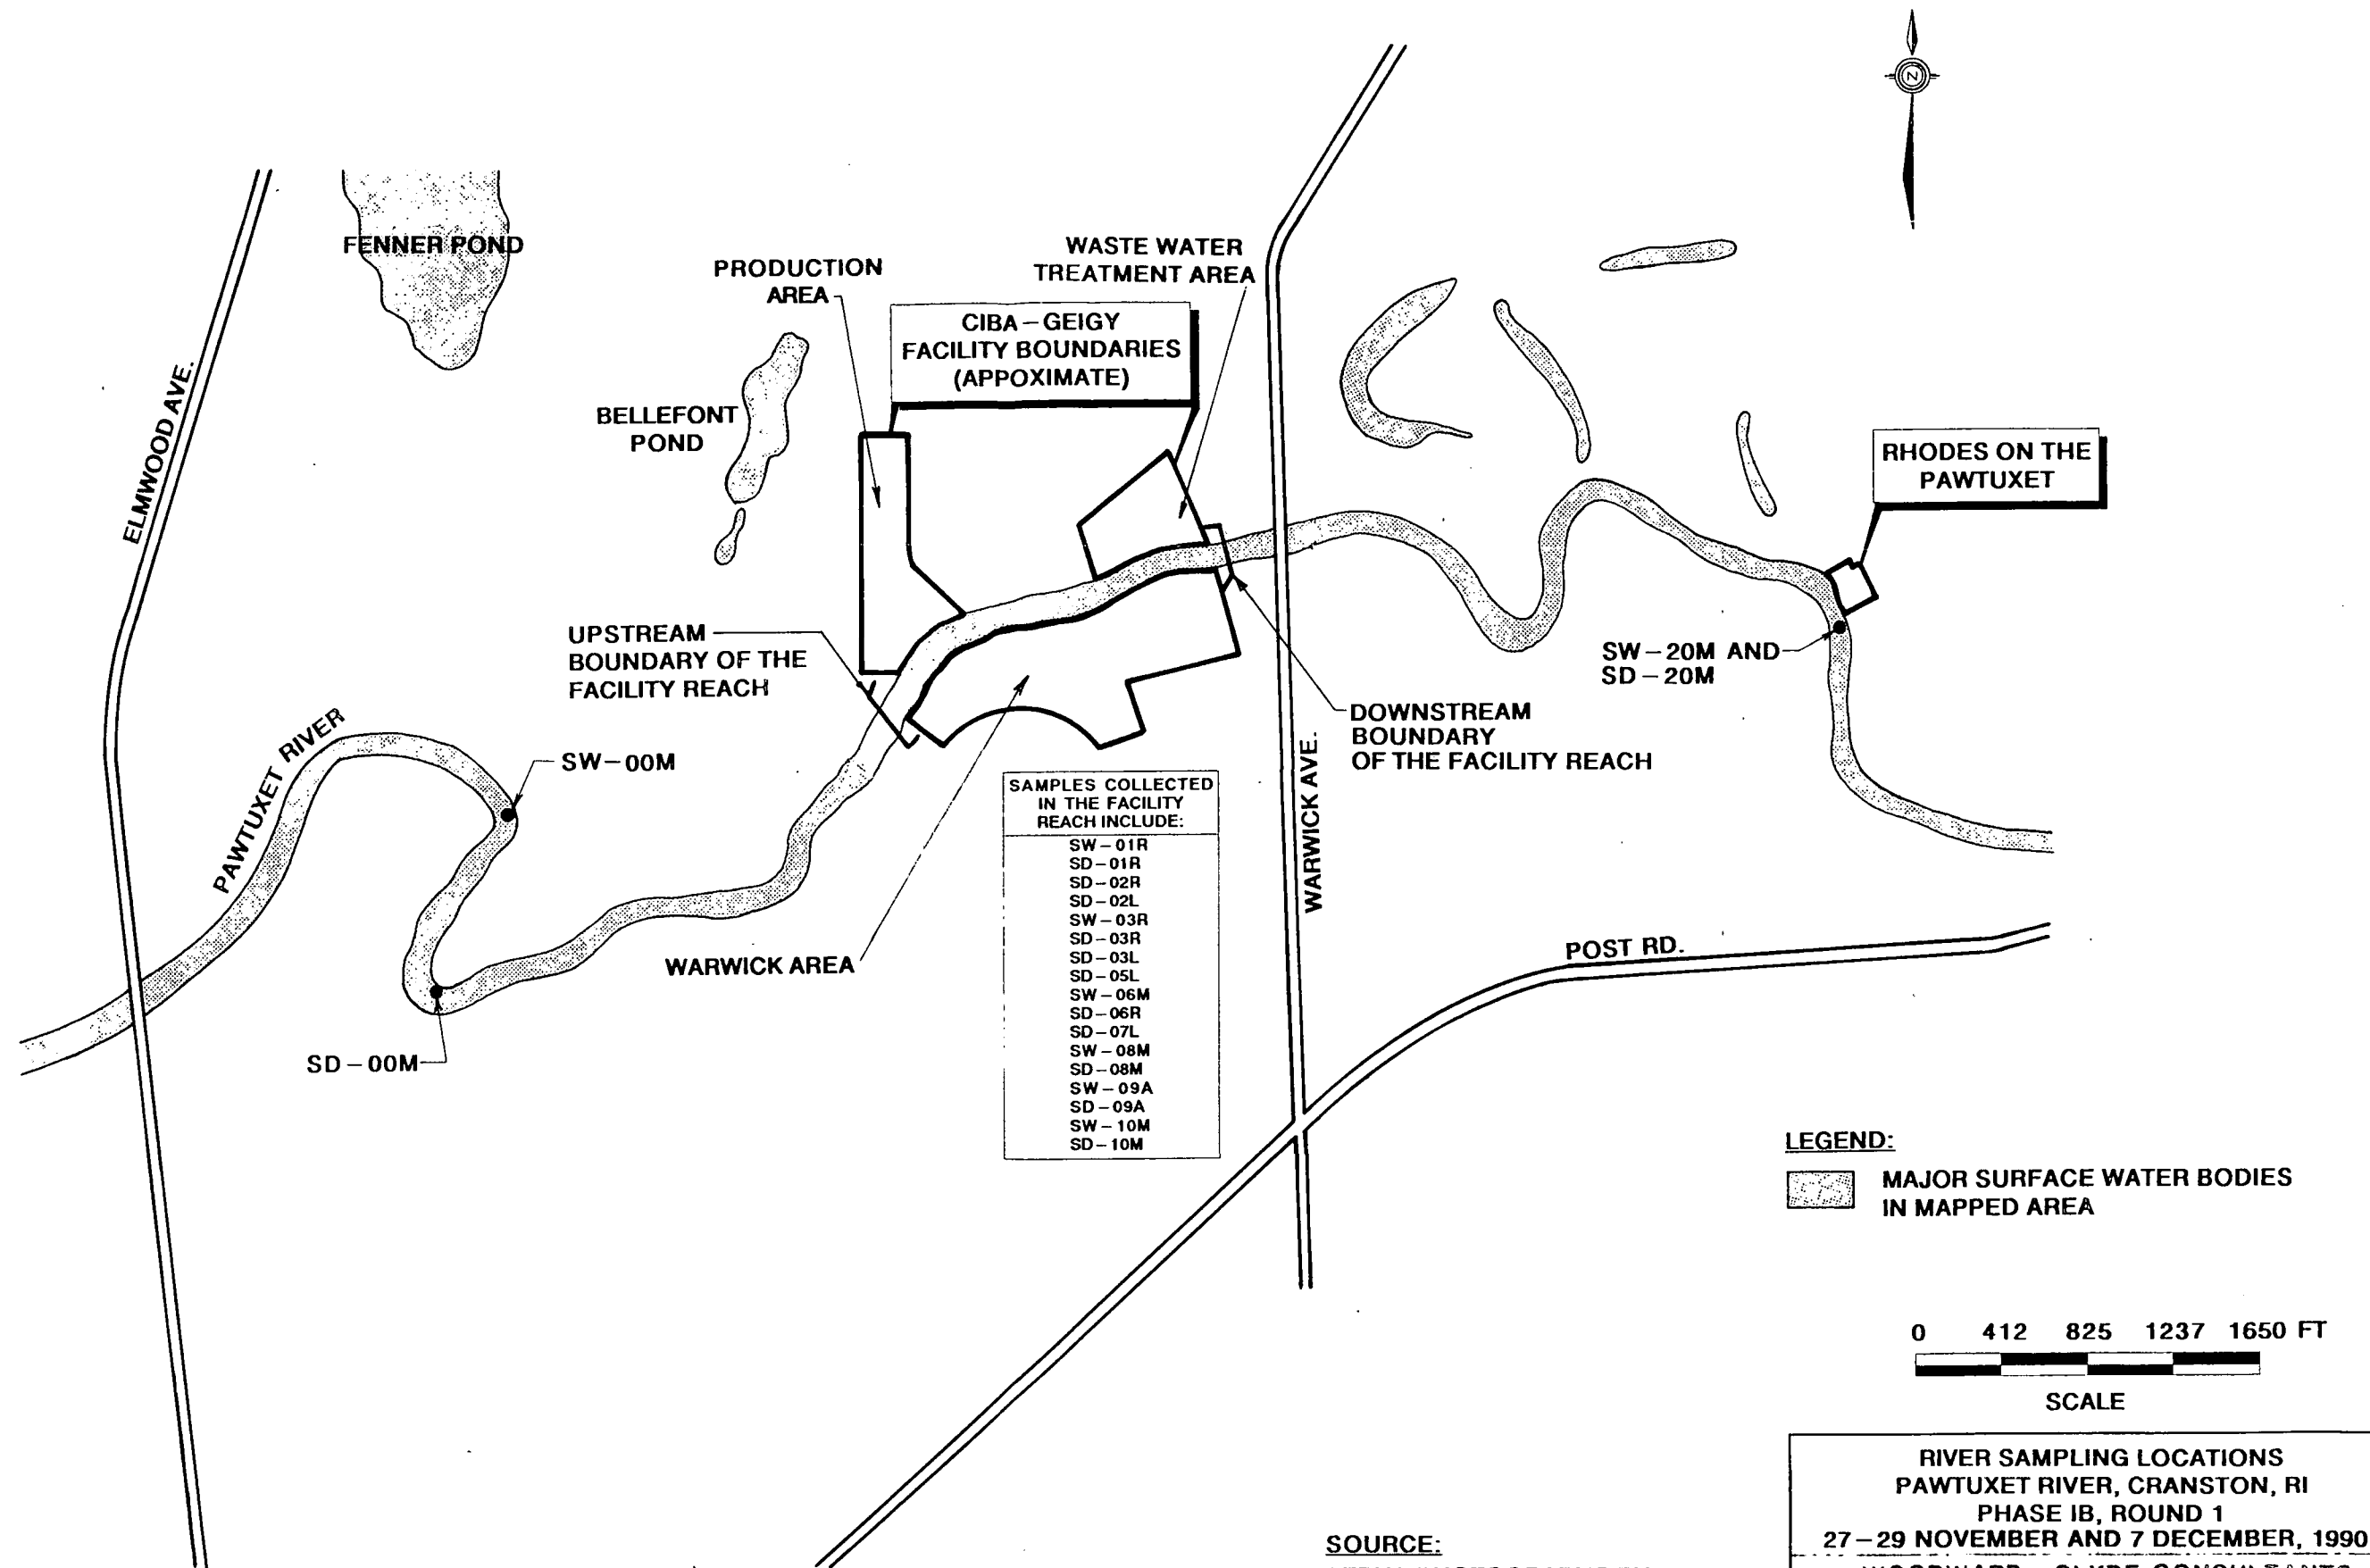 N
FENNER POND
PRODUCTION
AREA
WASTE WATER
TREATMENT AREA
CIBA-GEIGY
FACILITY BOUNDARIES
(APPOXIMATE)
ELMWOOD AVE.
BELLEFONT
POND
RHODES ON THE
PAWTUXET
UPSTREAM
BOUNDARY OF THE
FACILITY REACH
SW-20M AND
SD-20M
PAWTUXET RIVER
SW-00M
DOWNSTREAM
BOUNDARY
OF THE FACILITY REACH
WARWICK AVE.
SAMPLES COLLECTED
IN THE FACILITY
REACH INCLUDE:
SW-01R
SD-01R
SD-02R
SD-02L
SW-03R
SD-03R
SD-03L
SD-05L
SW-06M
SD-06R
SD-07L
SW-08M
SD-08M
SW-09A
SD-09A
SW-10M
SD-10M
WARWICK AREA
POST RD.
SD-00M
LEGEND:
MAJOR SURFACE WATER BODIES
IN MAPPED AREA
0 412 825 1237 1650 FT
SCALE
RIVER SAMPLING LOCATIONS
PAWTUXET RIVER, CRANSTON, RI
PHASE IB, ROUND 1
27-29 NOVEMBER AND 7 DECEMBER, 1990
SOURCE: